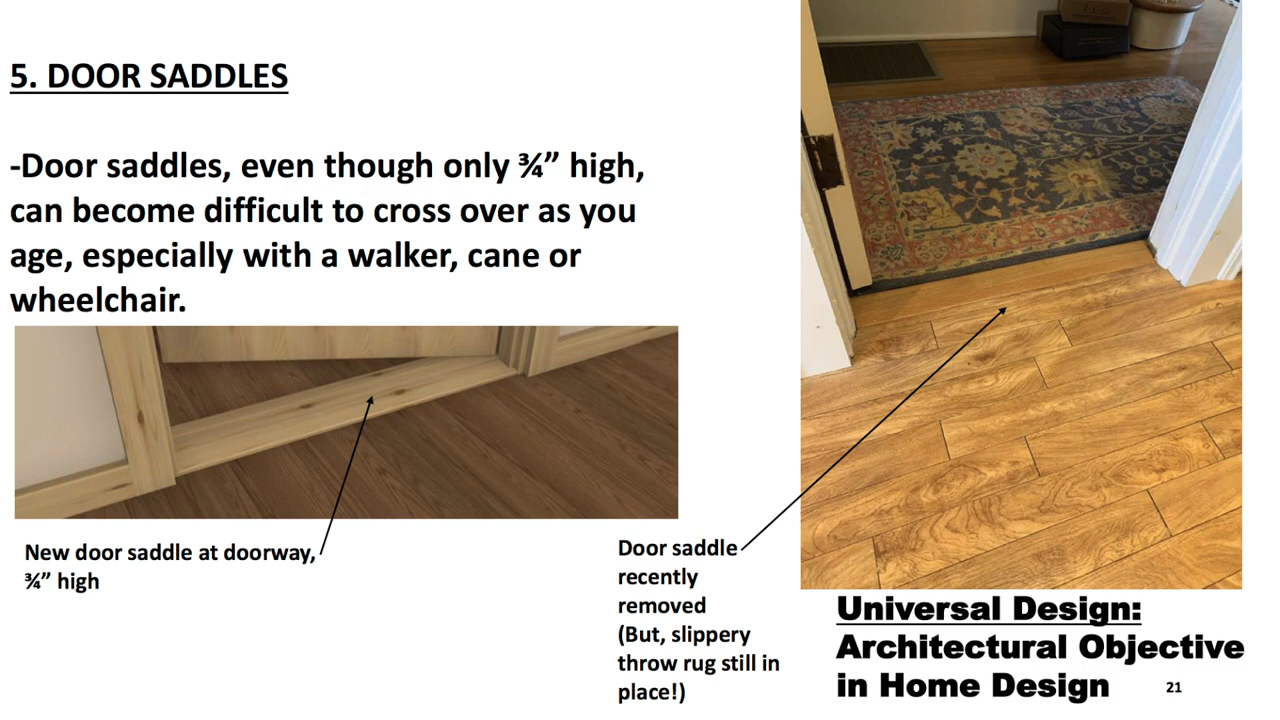 5. DOOR SADDLES
-Door saddles, even though only ¾” high,
can become difficult to cross over as you
age, especially with a walker, cane or
wheelchair.
New door saddle at doorway,
¾” high
Door saddle
recently
removed
(But, slippery
throw rug still in
place!)
Universal Design:
Architectural Objective
in Home Design
21